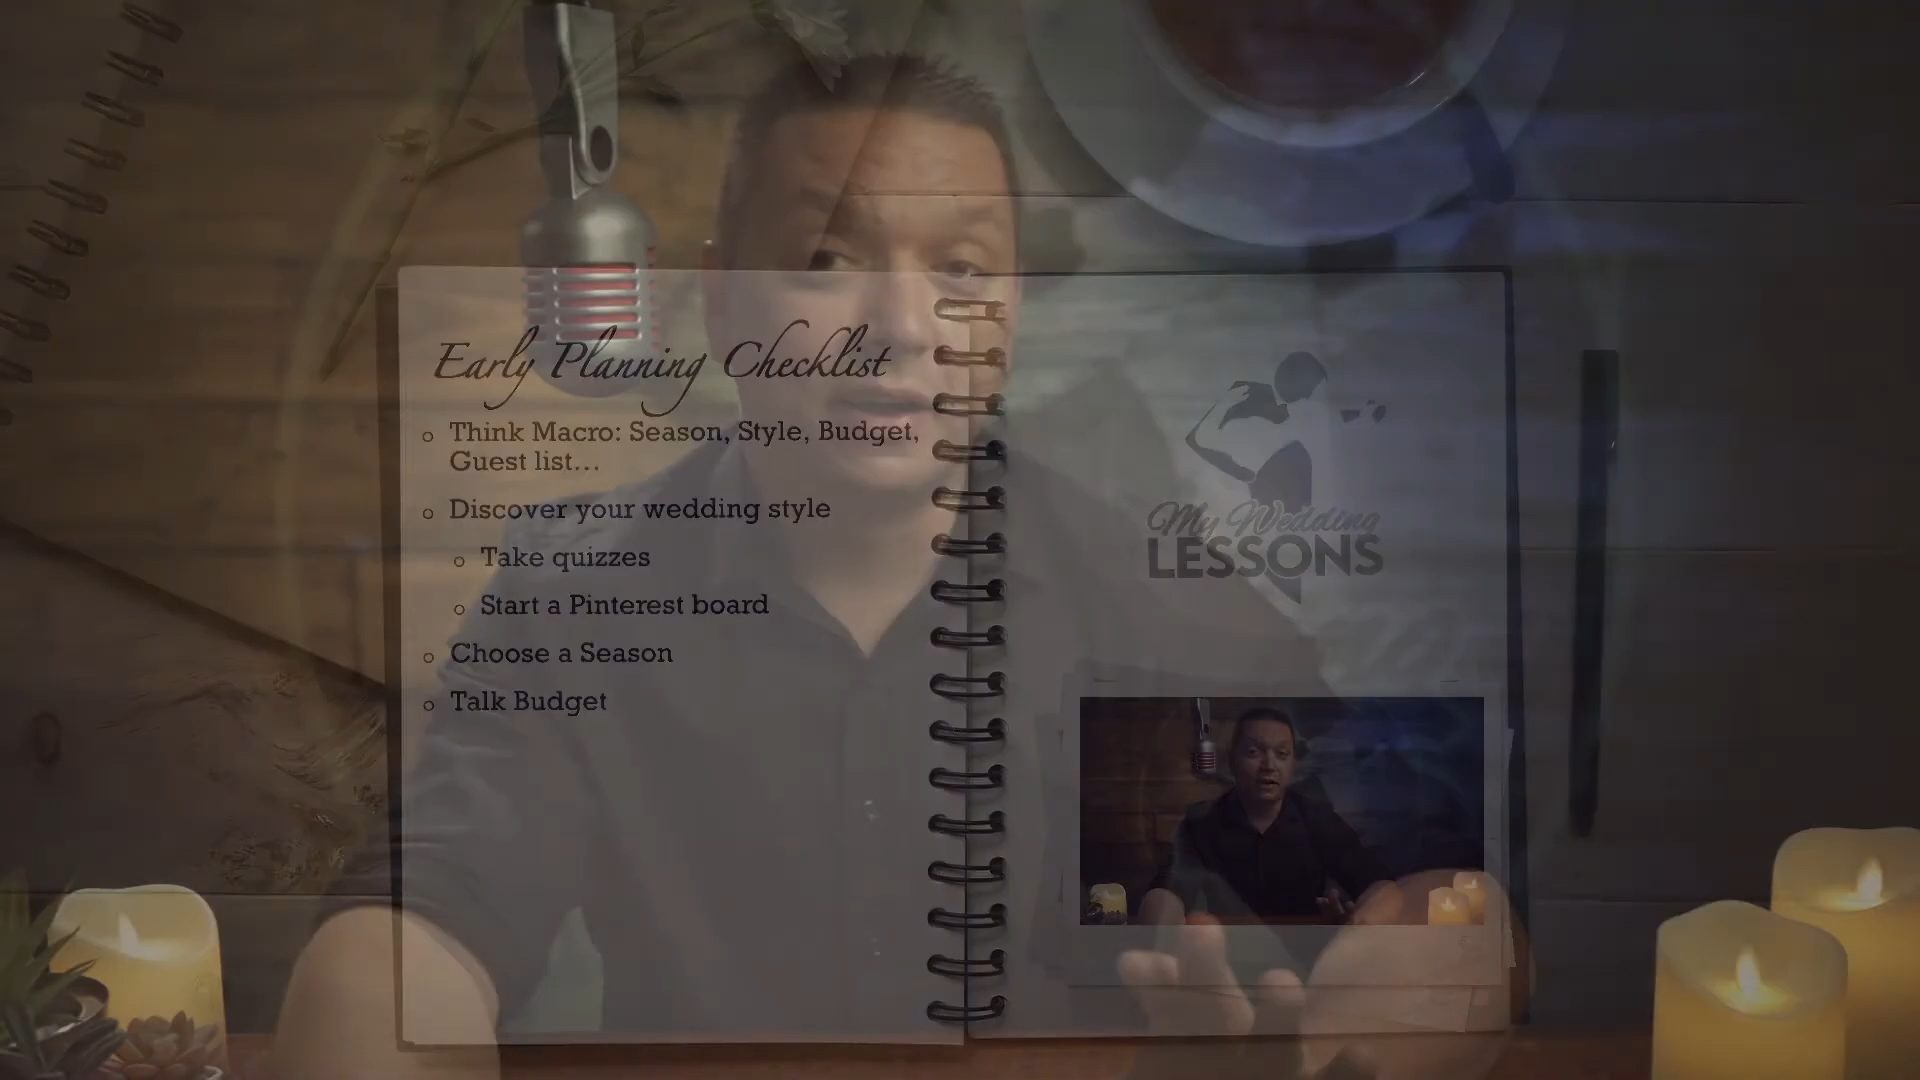 Early Planning Checklist
Think Macro: Season, Style, Budget,
Guest list...
Discover your wedding style
Take quizzes
Start a Pinterest board
Choose a Season
Talk Budget
My Wedding
LESSONS